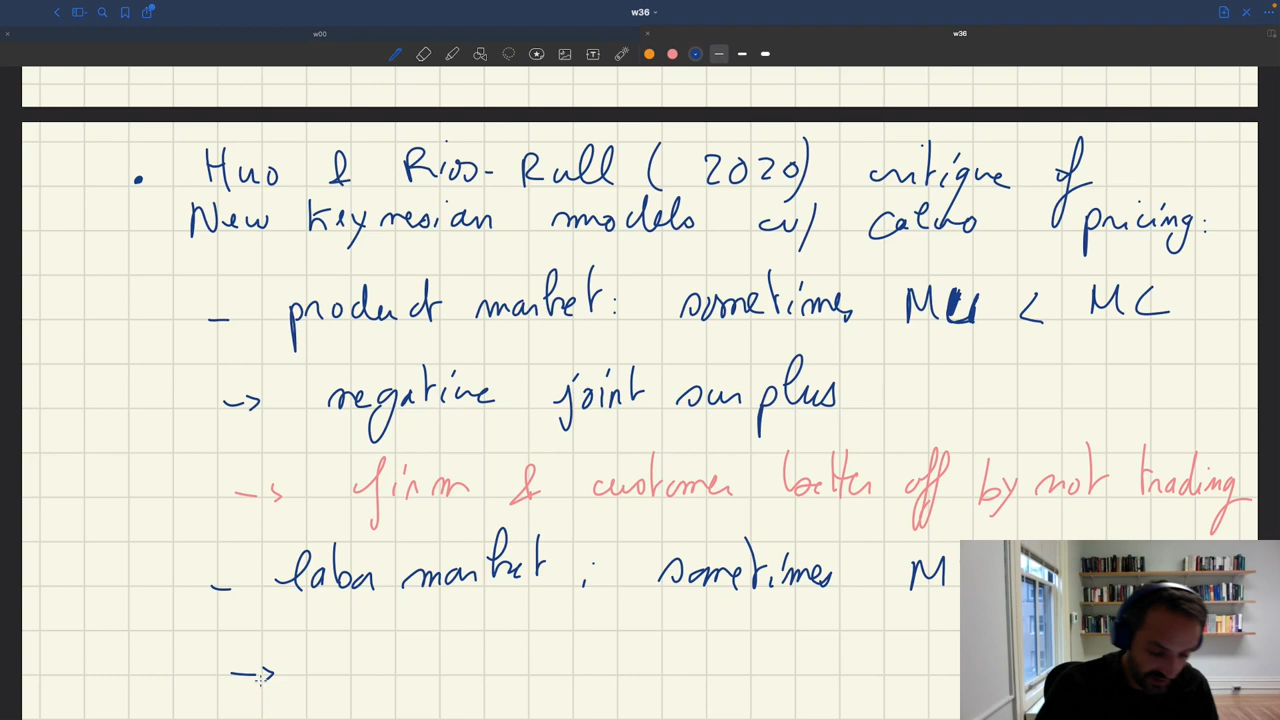 w36
w00
w36
• Huo & Rios-Rull (2020) critique of
New Keynesian models w/ Calvo pricing:
- product market: sometimes MU < MC
-> negative joint surplus
-> firm & customer better off by not trading
- labor market: sometimes M
->